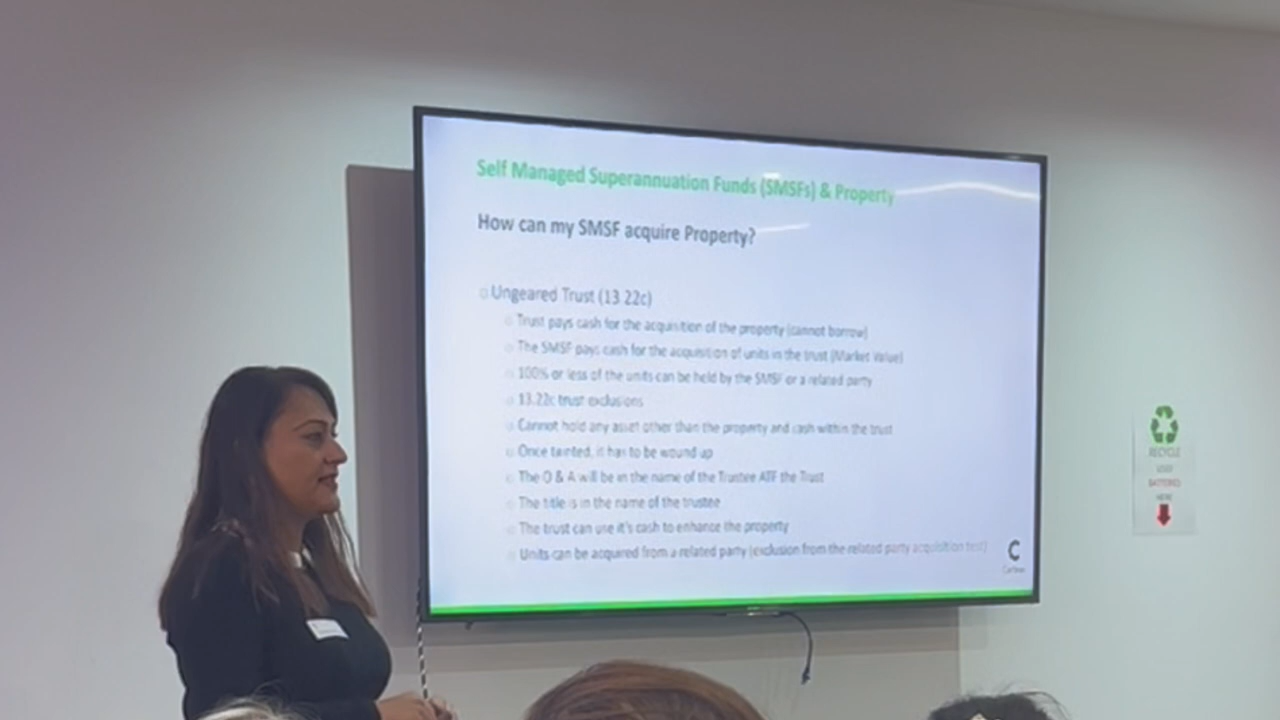 Self Managed Superannuation Funds (SMSFs) & Property
How can my SMSF acquire Property?
Ungeared Trust (13 22c)
Trust pays cash for the acquisition of the property (cannot borrow)
The SMSF pays cash for the acquisition of units in the trust (Market Value)
100% or less of the units can be held by the SMSF or a related party
13.22c trust exclusions
Cannot hold any asset other than the property and cash within the trust
Once tainted, it has to be wound up
The O & A will be in the name of the Trustee ATF the Trust
The title is in the name of the trustee
The trust can use it's cash to enhance the property
Units can be acquired from a related party (exclusion from the related party acquisition test)
C
Carbon
RECYCLE
USED
BATTERIES
HERE